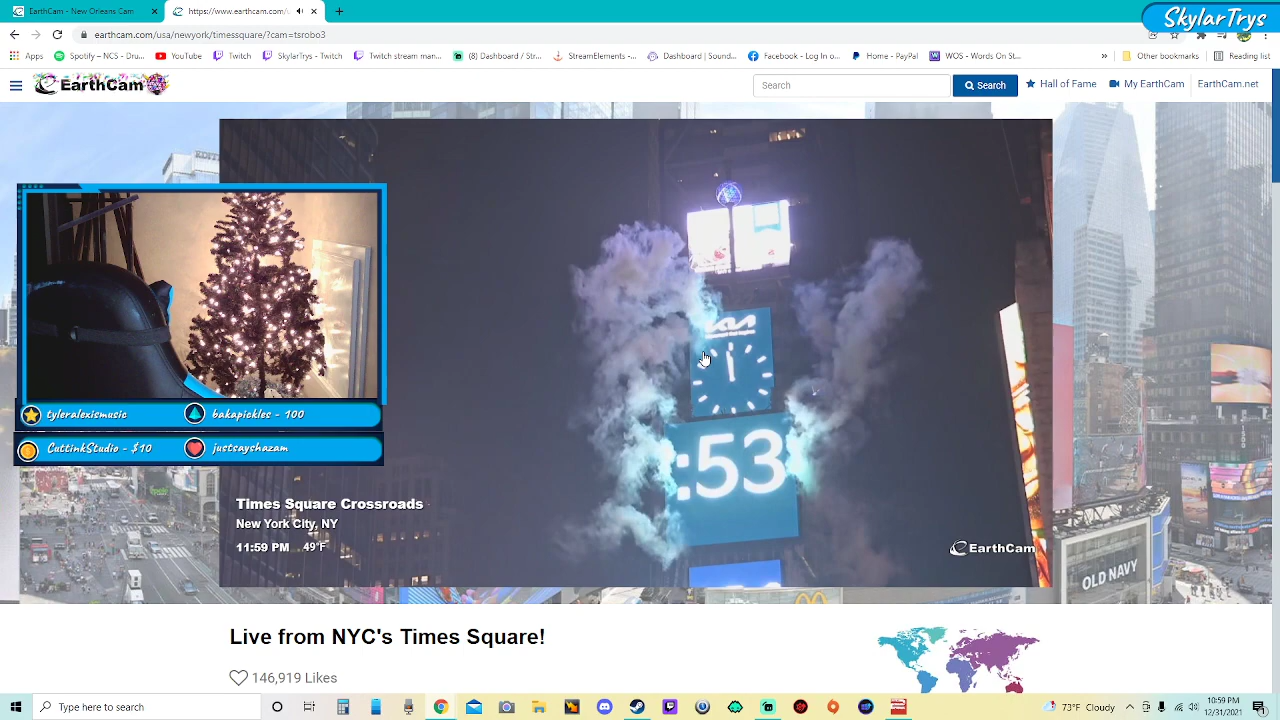 EarthCam - New Orleans Cam
https://www.earthcam.com/u
SkylarTrys
earthcam.com/usa/newyork/timessquare/?cam=tsrobo3
Apps
Spotify – NCS - Dru...
YouTube
Twitch
SkylarTrys - Twitch
Twitch stream man...
(8) Dashboard / Str...
StreamElements -...
Dashboard | Sound...
Facebook - Log In o...
Home - PayPal
WOS - Words On St...
»
Other bookmarks
Reading list
EarthCam
Search
Search
Hall of Fame
My EarthCam
EarthCam.net
KIA
:53
tyleralexismusic
bakapickles - 100
CuttinkStudio - $10
justsayshazam
Times Square Crossroads
New York City, NY
11:59 PM 49°F
EarthCam
OLD NAVY
Live from NYC's Times Square!
146,919 Likes
Type here to search
73°F Cloudy
10:59 PM
12/31/2021